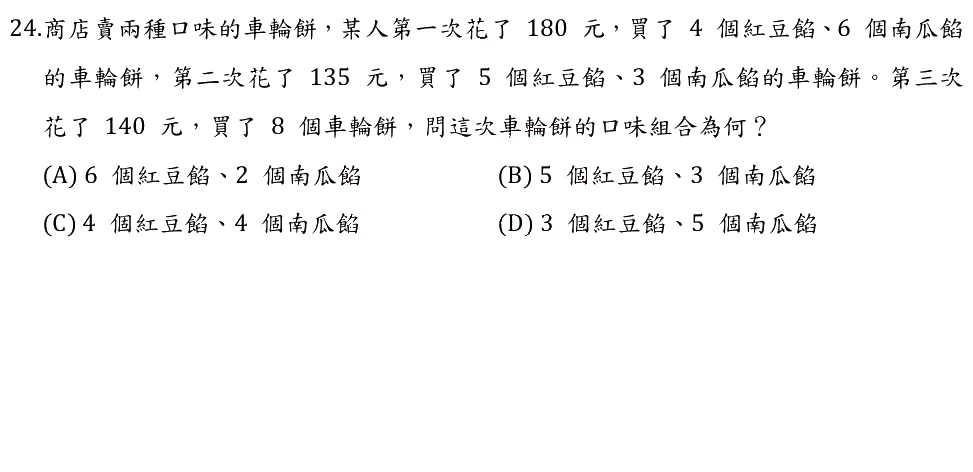 24.商店賣兩種口味的車輪餅，某人第一次花了 180 元，買了 4 個紅豆餡、6 個南瓜餡
的車輪餅，第二次花了 135 元，買了 5 個紅豆餡、3 個南瓜餡的車輪餅。第三次
花了 140 元，買了 8 個車輪餅，問這次車輪餅的口味組合為何？
(A) 6 個紅豆餡、2 個南瓜餡 (B) 5 個紅豆餡、3 個南瓜餡
(C) 4 個紅豆餡、4 個南瓜餡 (D) 3 個紅豆餡、5 個南瓜餡